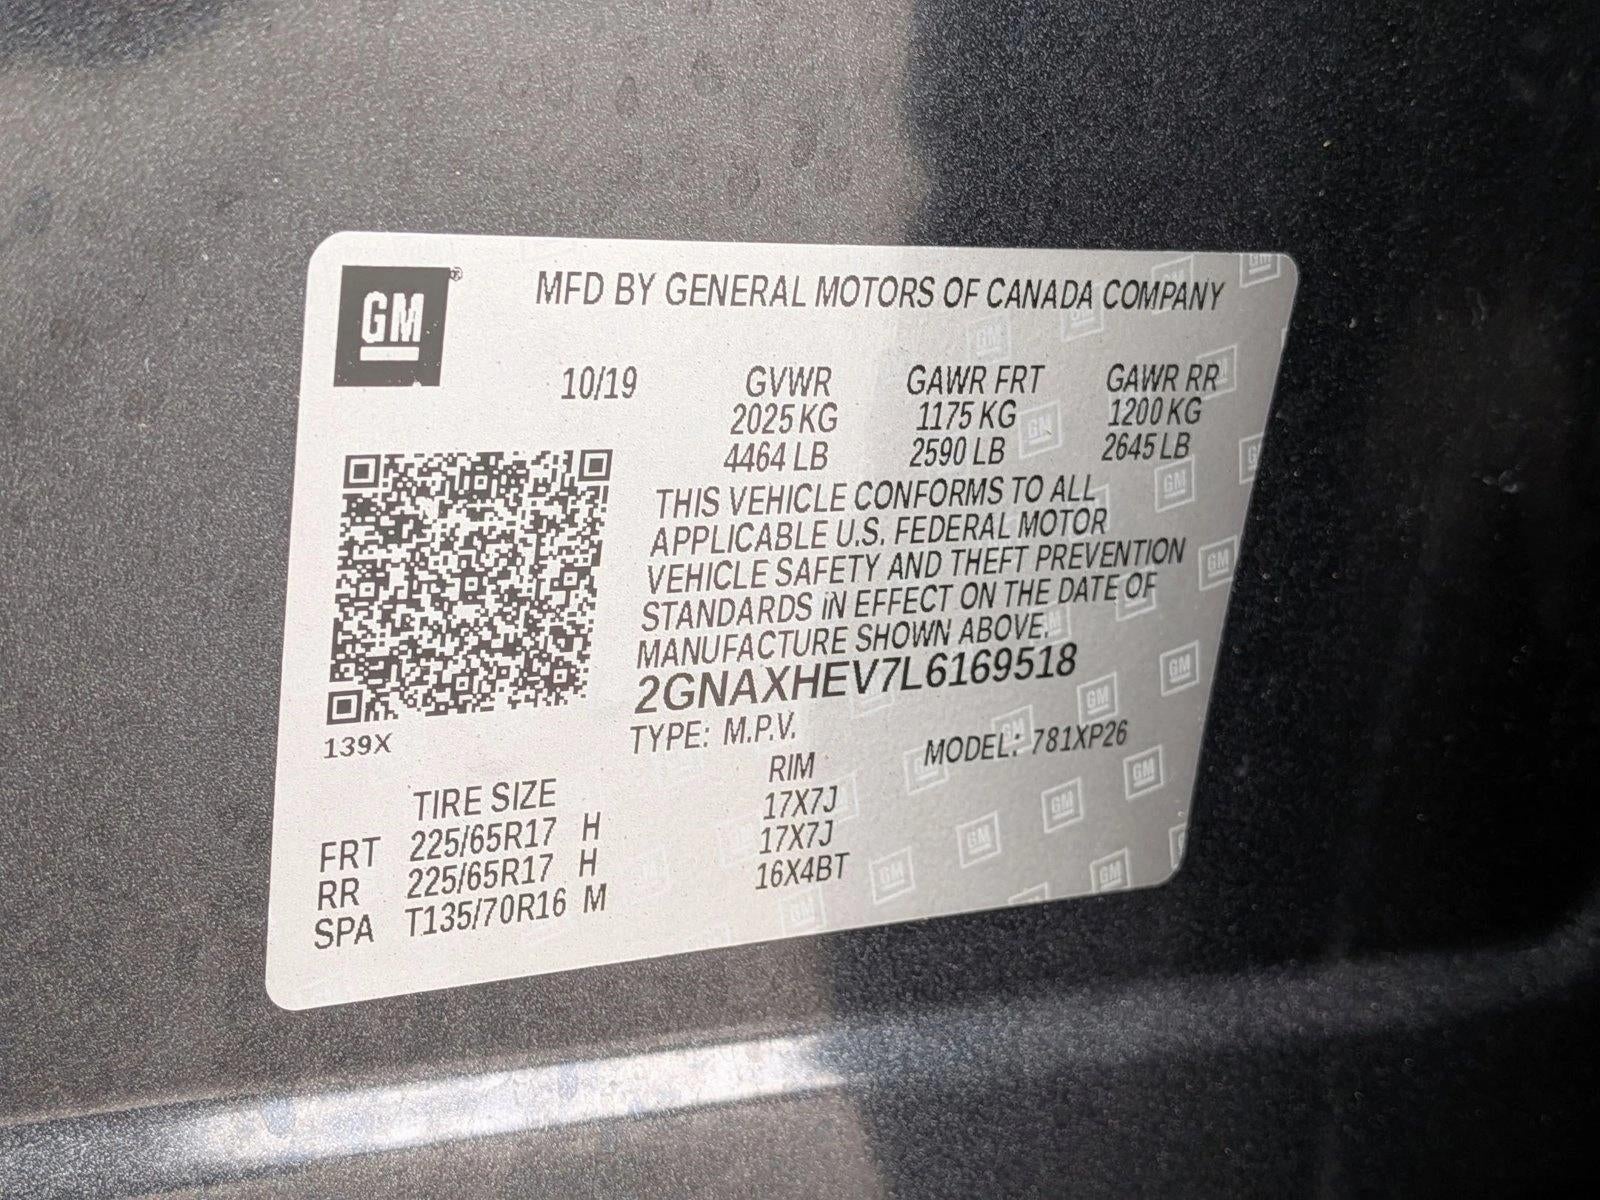 GM
MFD BY GENERAL MOTORS OF CANADA COMPANY
10/19 GVWR GAWR FRT GAWR RR
2025 KG 1175 KG 1200 KG
4464 LB 2590 LB 2645 LB
THIS VEHICLE CONFORMS TO ALL
APPLICABLE U.S. FEDERAL MOTOR
VEHICLE SAFETY AND THEFT PREVENTION
STANDARDS IN EFFECT ON THE DATE OF
MANUFACTURE SHOWN ABOVE.
2GNAXHEV7L6169518
139X
TYPE: M.P.V. MODEL: 781XP26
TIRE SIZE RIM
FRT 225/65R17 H 17X7J
RR 225/65R17 H 17X7J
SPA T135/70R16 M 16X4BT